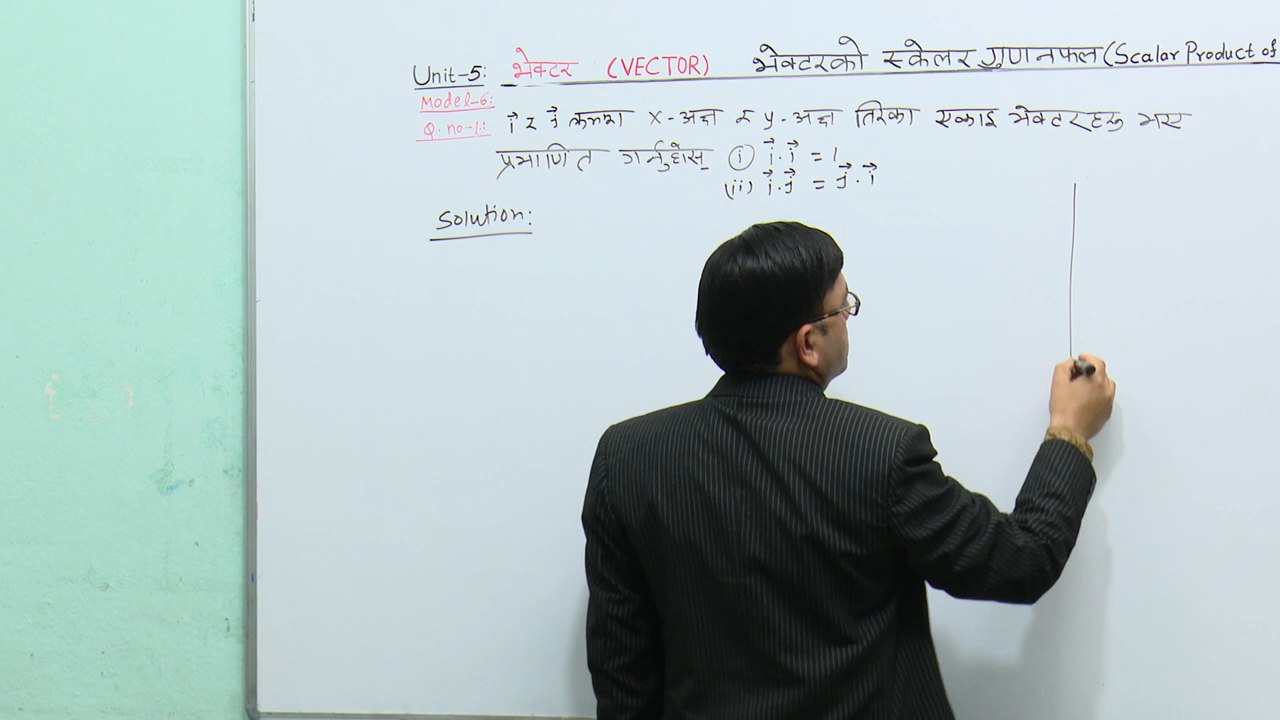 Unit-5: भेक्टर (VECTOR) भेक्टरको स्केलर गुणनफल (Scalar Product of
Model-6:
Q.no-1: i⃗ र j⃗ क्रमश x-अक्ष र y-अक्ष तिरका एकाइ भेक्टरहरु भए
प्रमाणित गर्नुहोस् (i) i⃗.i⃗ = 1
(ii) i⃗.j⃗ = j⃗.i⃗
Solution: